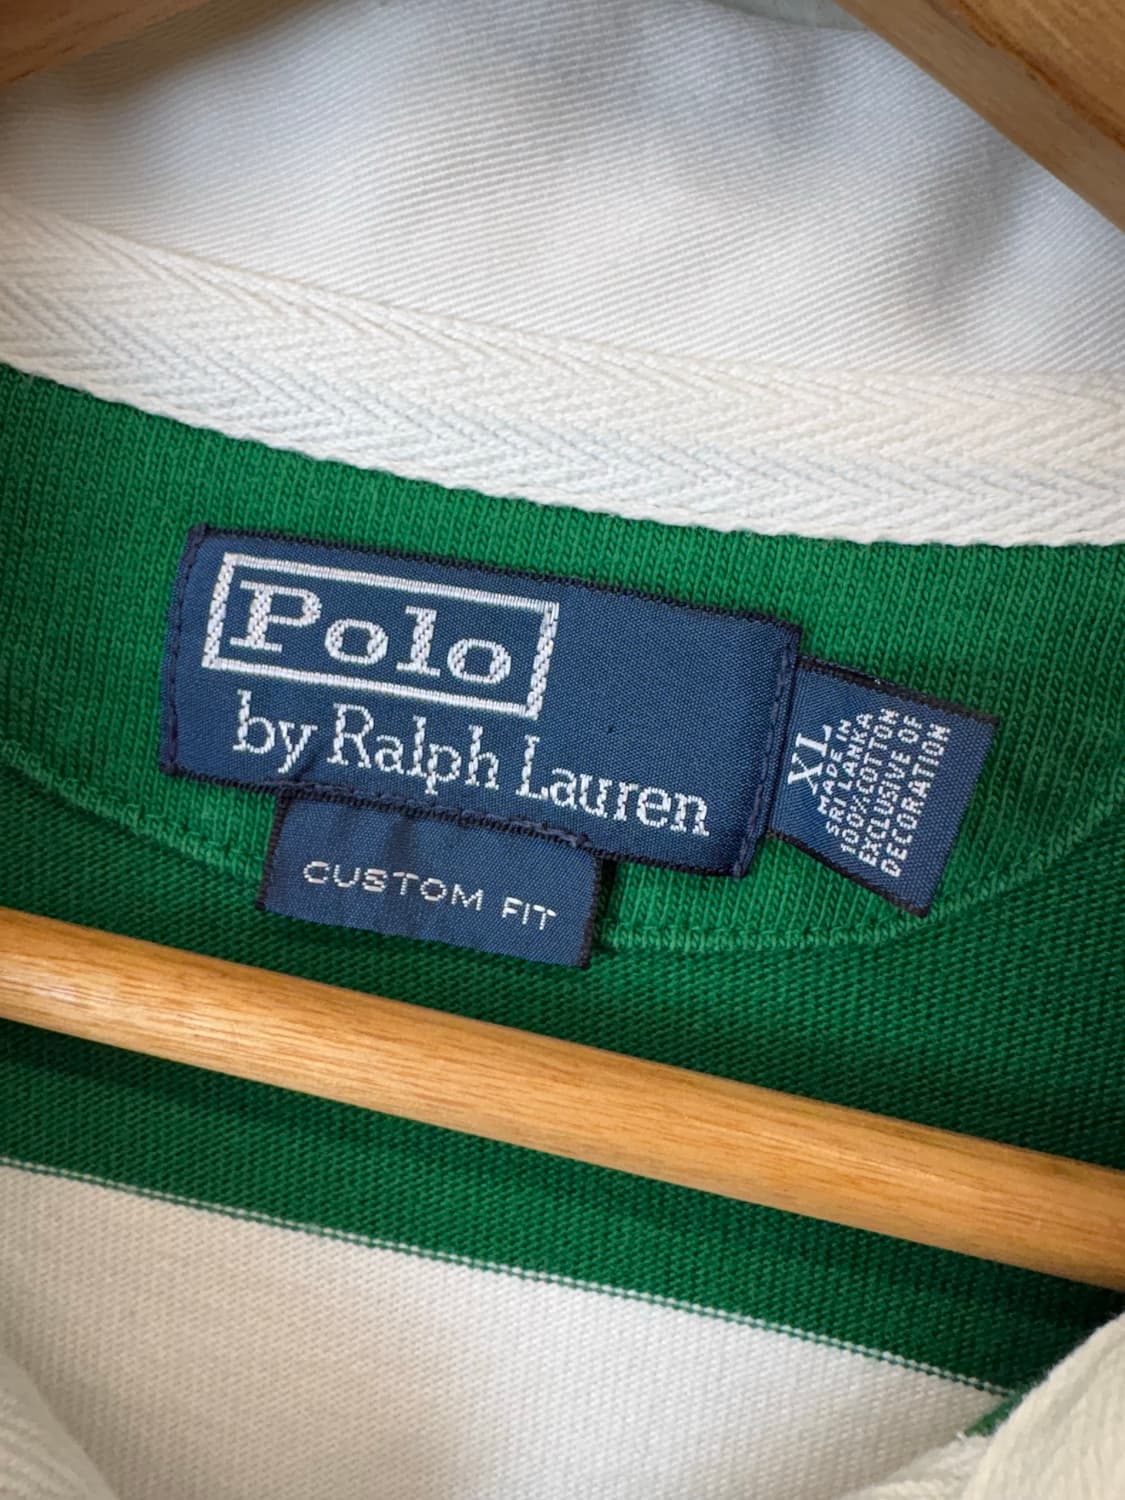 Polo
by Ralph Lauren
CUSTOM FIT
XL
MADE IN
SRI LANKA
100% COTTON
EXCLUSIVE OF
DECORATION